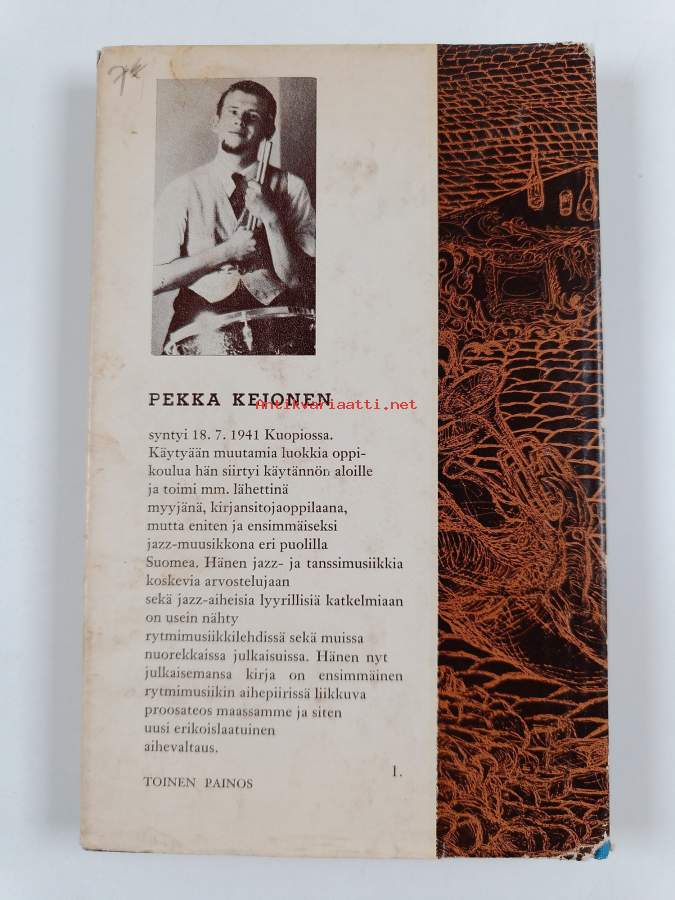 7k
PEKKA KEJONEN
Antikvariaatti.net
syntyi 18. 7. 1941 Kuopiossa.
Käytyään muutamia luokkia oppi-
koulua hän siirtyi käytännön aloille
ja toimi mm. lähettinä
myyjänä, kirjansitojaoppilaana,
mutta eniten ja ensimmäiseksi
jazz-muusikkona eri puolilla
Suomea. Hänen jazz- ja tanssimusiikkia
koskevia arvostelujaan
sekä jazz-aiheisia lyyrillisiä katkelmiaan
on usein nähty
rytmimusiikkilehdissä sekä muissa
nuorekkaissa julkaisuissa. Hänen nyt
julkaisemansa kirja on ensimmäinen
rytmimusiikin aihepiirissä liikkuva
proosateos maassamme ja siten
uusi erikoislaatuinen
aihevaltaus.
1.
TOINEN PAINOS